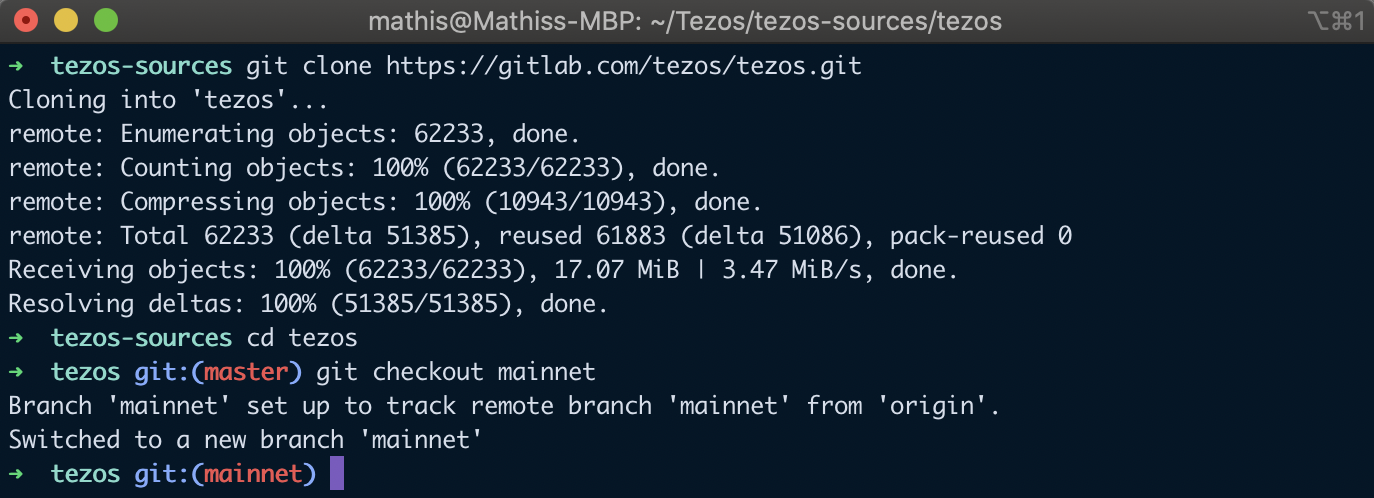 mathis@Mathiss-MBP: ~/Tezos/tezos-sources/tezos ⌥⌘1
➜  tezos-sources git clone https://gitlab.com/tezos/tezos.git
Cloning into 'tezos'...
remote: Enumerating objects: 62233, done.
remote: Counting objects: 100% (62233/62233), done.
remote: Compressing objects: 100% (10943/10943), done.
remote: Total 62233 (delta 51385), reused 61883 (delta 51086), pack-reused 0
Receiving objects: 100% (62233/62233), 17.07 MiB | 3.47 MiB/s, done.
Resolving deltas: 100% (51385/51385), done.
➜  tezos-sources cd tezos
➜  tezos git:(master) git checkout mainnet
Branch 'mainnet' set up to track remote branch 'mainnet' from 'origin'.
Switched to a new branch 'mainnet'
➜  tezos git:(mainnet)